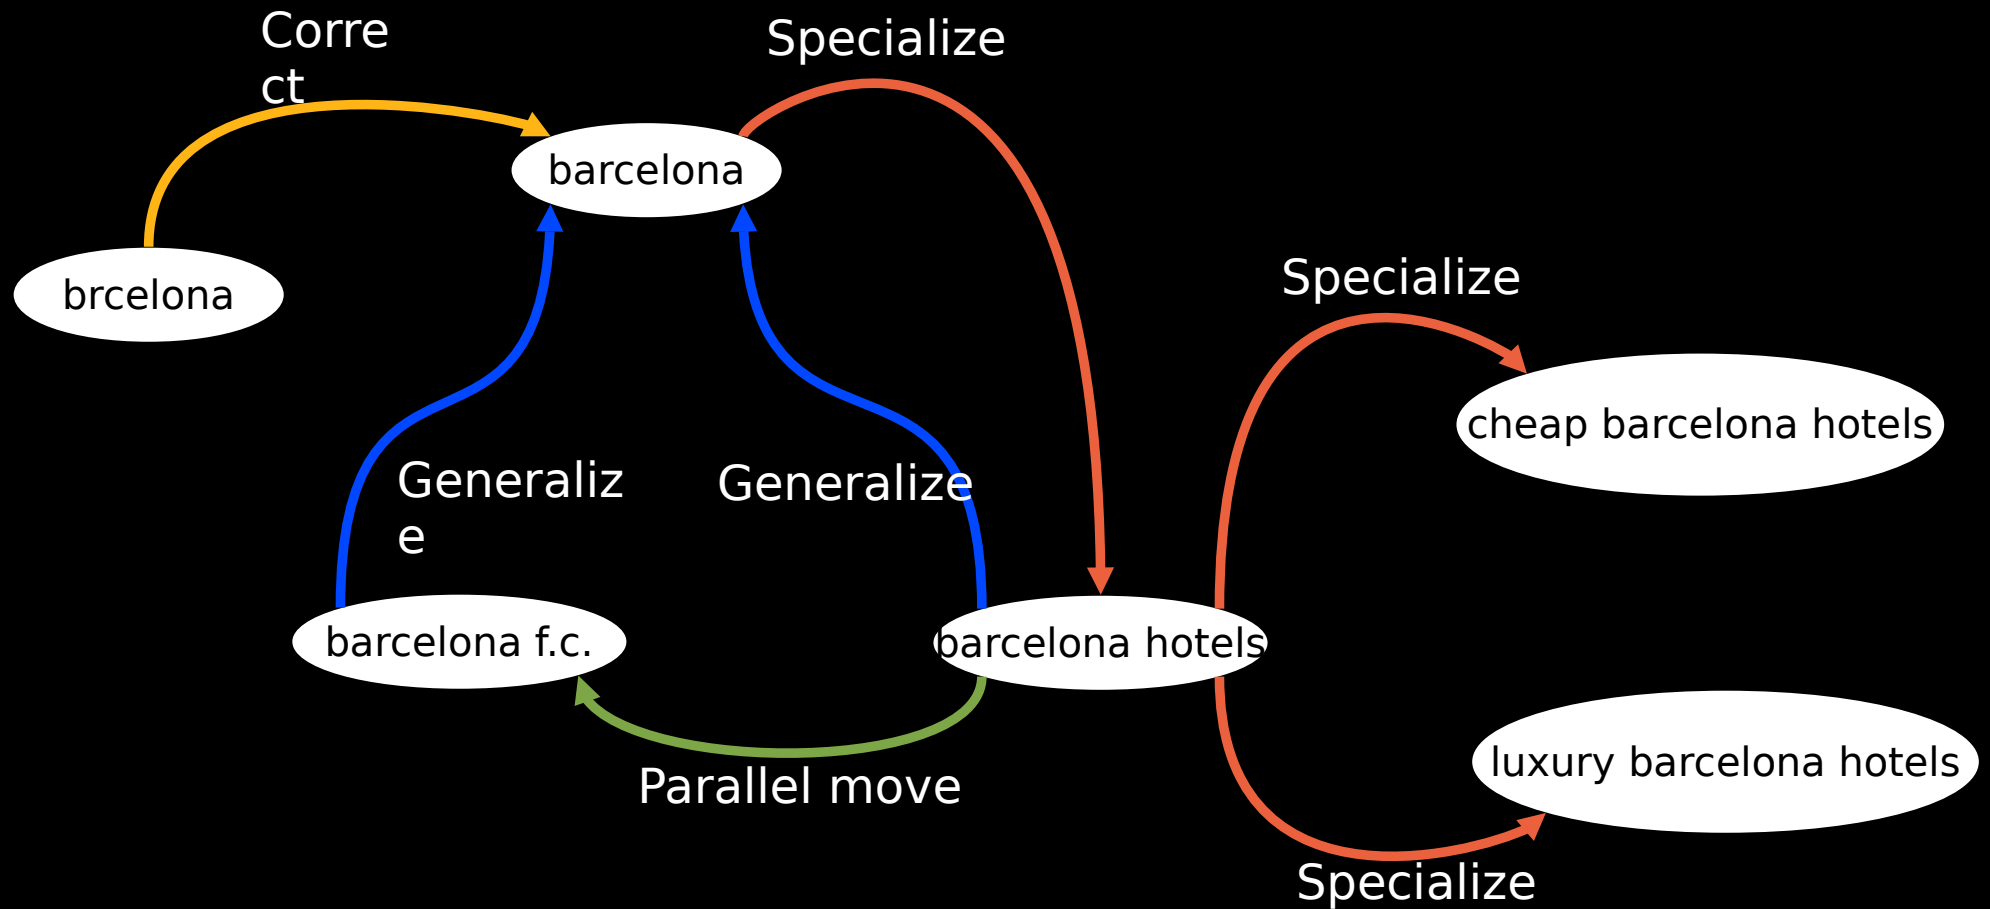 Corre
ct
Specialize
barcelona
brcelona
Specialize
cheap barcelona hotels
Generaliz
e
Generalize
barcelona f.c.
barcelona hotels
luxury barcelona hotels
Parallel move
Specialize